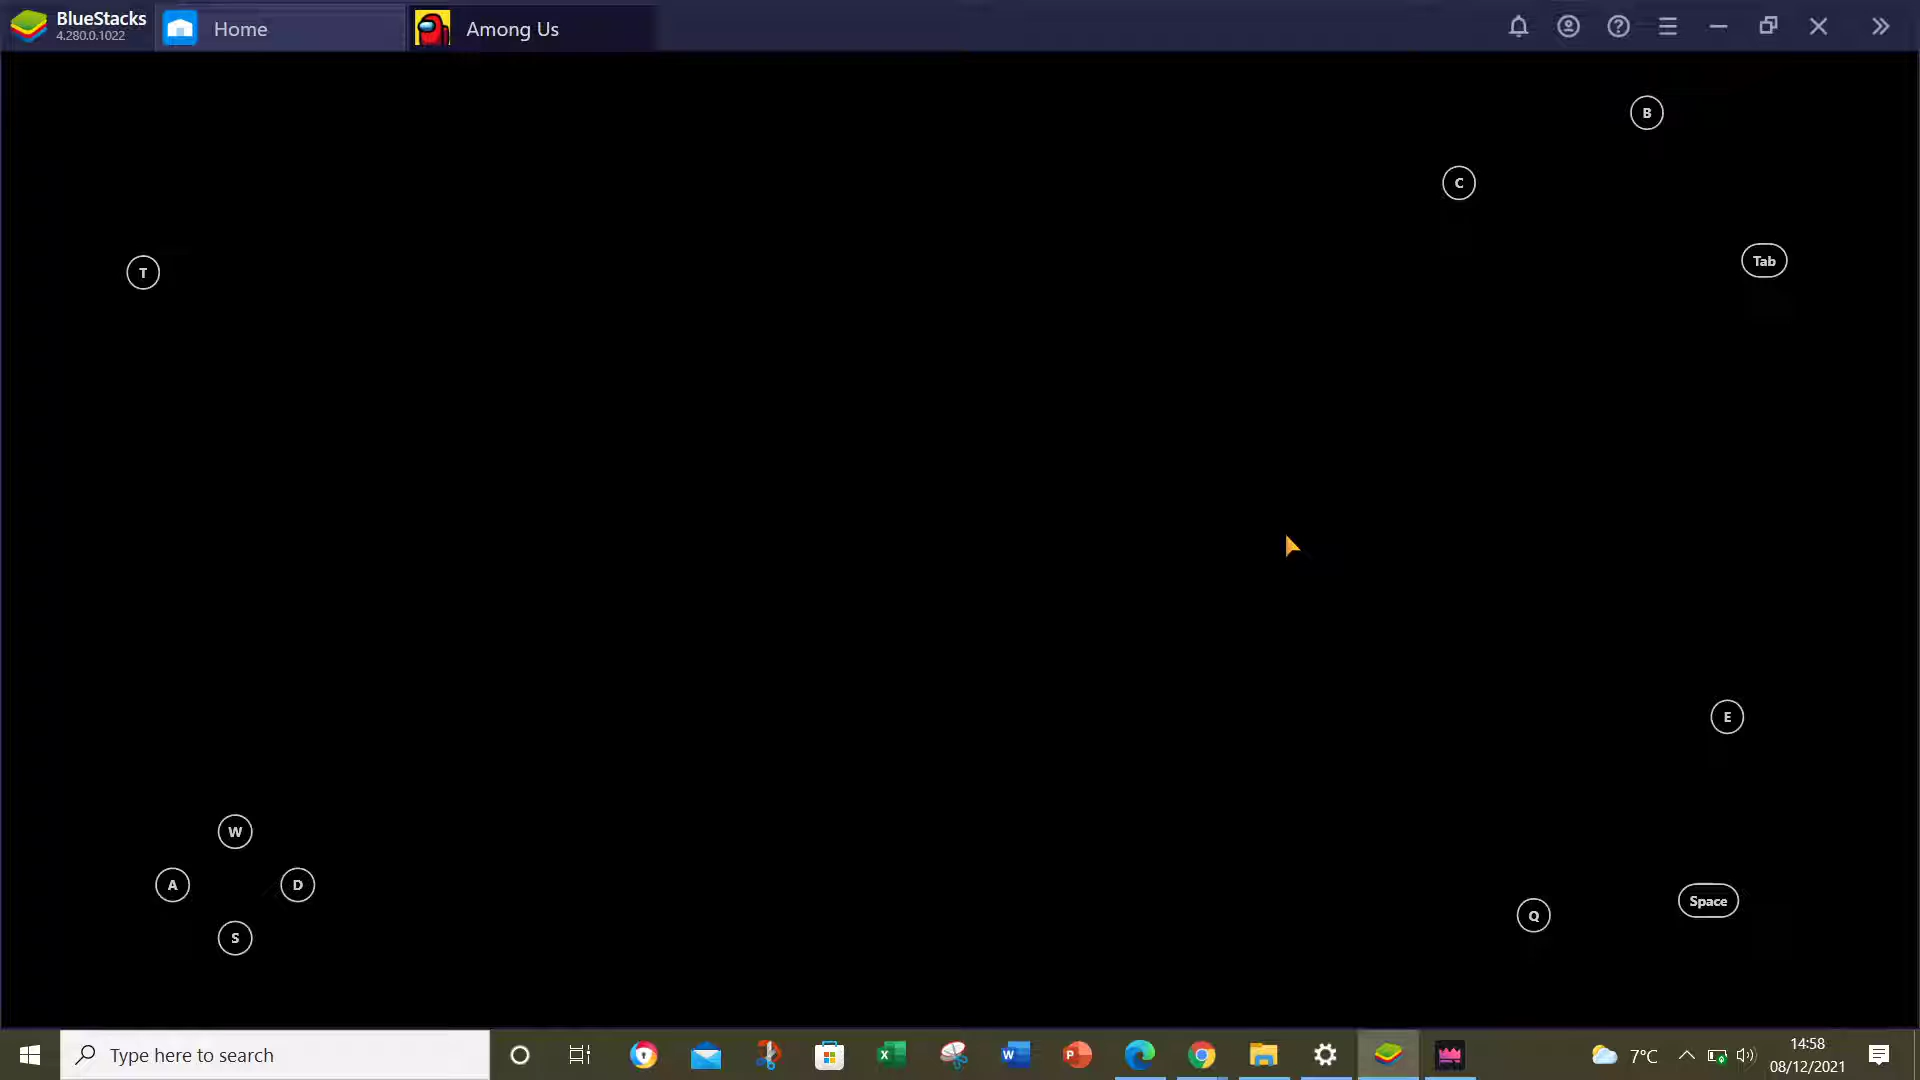 BlueStacks
4.280.0.1022
Home
Among Us
B
C
Tab
T
E
W
A
D
S
Q
Space
Type here to search
7°C
14:58
08/12/2021